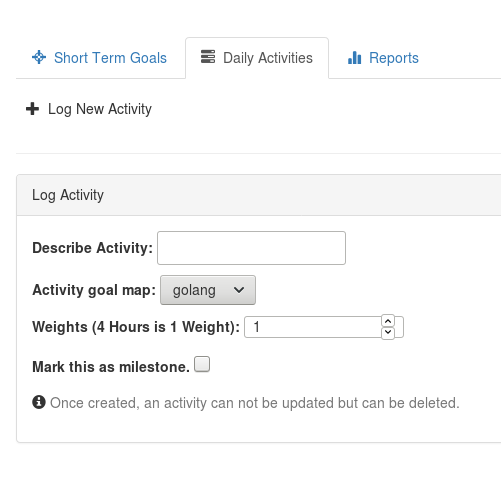 Short Term Goals Daily Activities Reports
Log New Activity
Log Activity
Describe Activity:
Activity goal map: golang
Weights (4 Hours is 1 Weight): 1
Mark this as milestone.
Once created, an activity can not be updated but can be deleted.